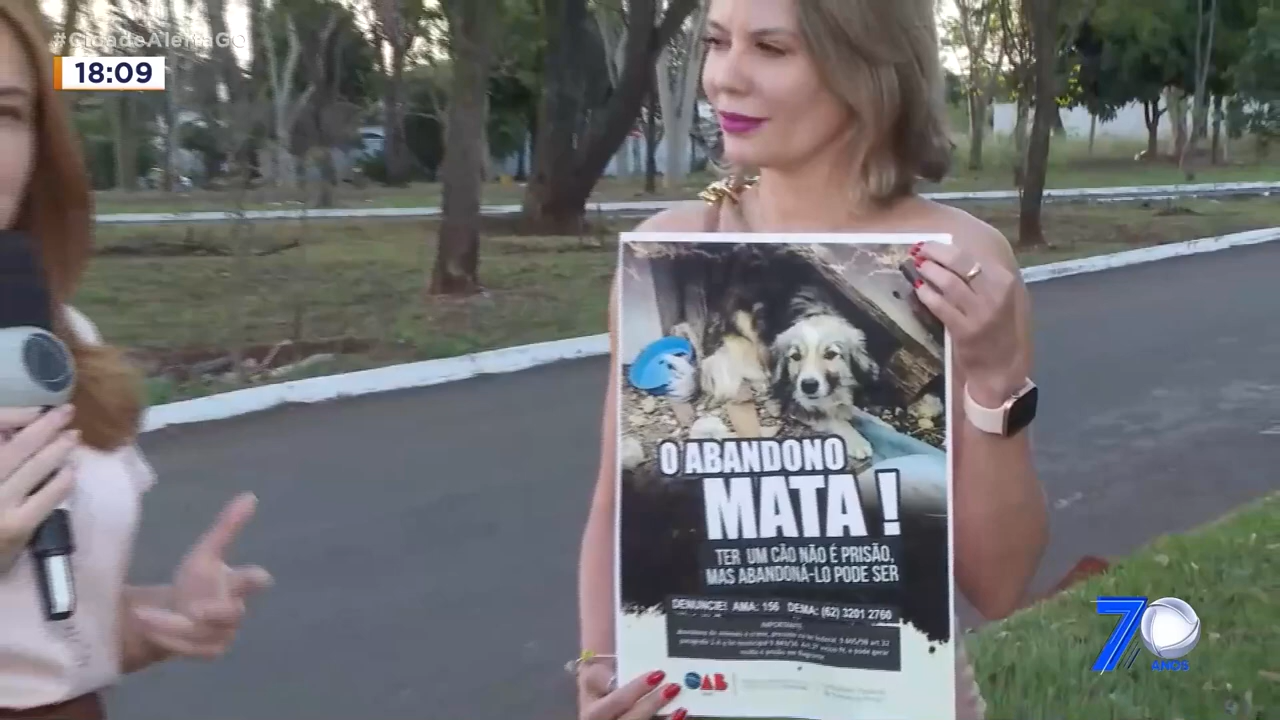 #CidadeAlertaGO
18:09
O ABANDONO
MATA !
TER UM CÃO NÃO É PRISÃO,
MAS ABANDONÁ-LO PODE SER
DENUNCIE! AMA: 156 DEMA: (62) 3201 2760
IMPORTANTE
OAB
70
ANOS